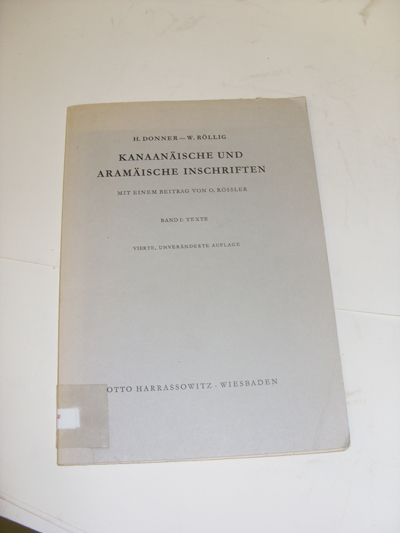 H. DONNER — W. RÖLLIG
KANAANÄISCHE UND
ARAMÄISCHE INSCHRIFTEN
MIT EINEM BEITRAG VON O. RÖSSLER
BAND I: TEXTE
VIERTE, UNVERÄNDERTE AUFLAGE
OTTO HARRASSOWITZ · WIESBADEN